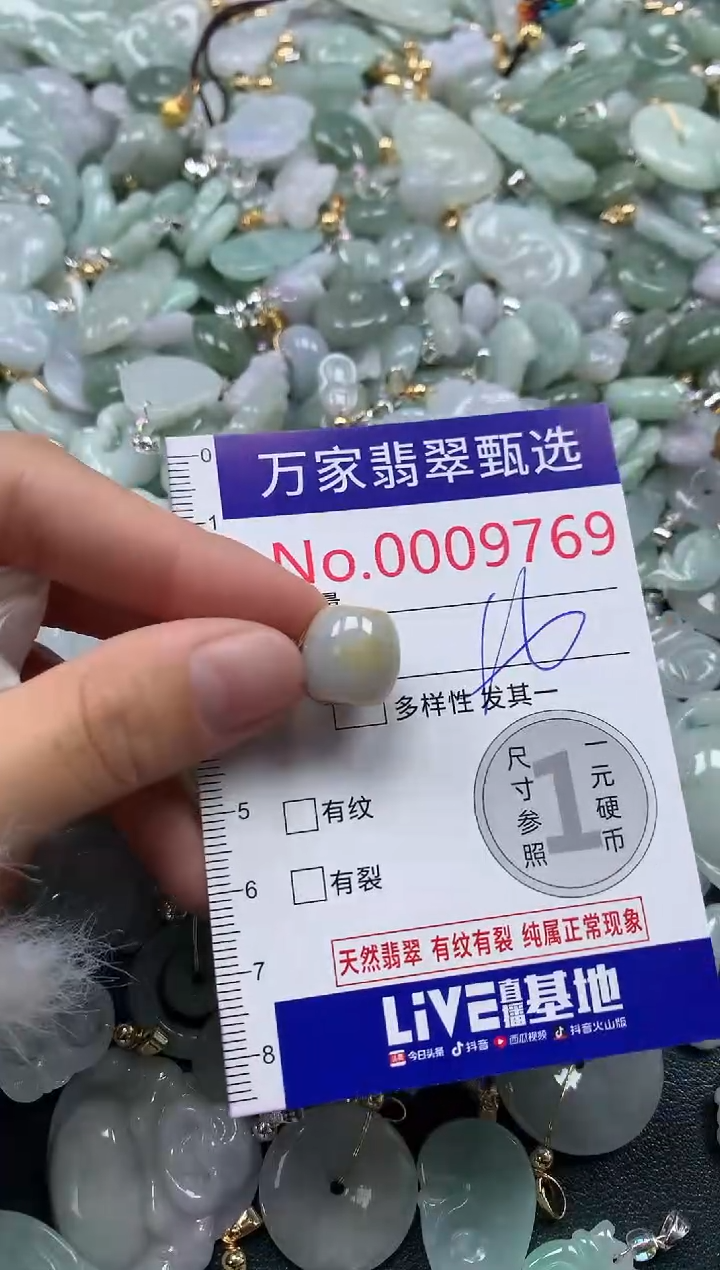 0
万家翡翠甄选
1
No.0009769
多样性 发其一
尺寸参照
1
一元硬币
5
有纹
6
有裂
天然翡翠 有纹有裂 纯属正常现象
7
LiVE直播基地
8
今日头条 抖音 西瓜视频 抖音火山版